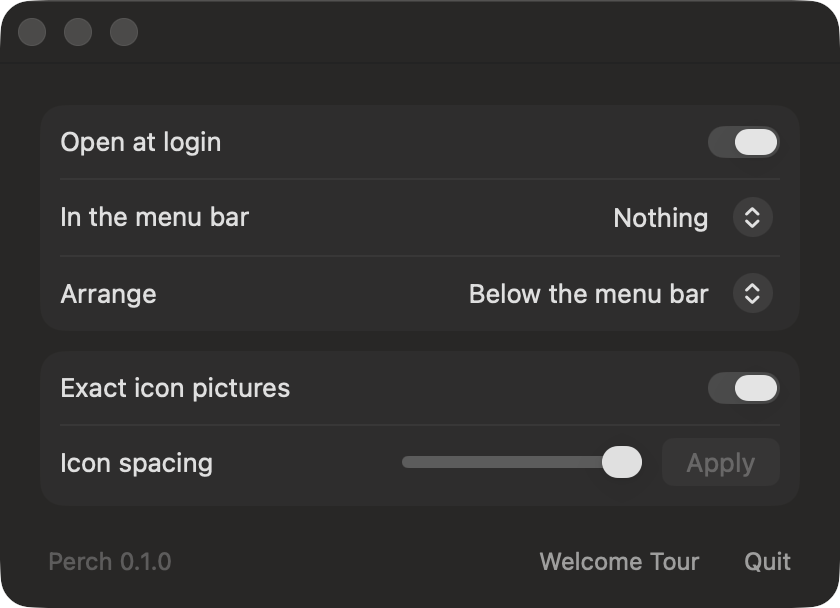 Open at login
In the menu bar Nothing
Arrange Below the menu bar
Exact icon pictures
Icon spacing Apply
Perch 0.1.0 Welcome Tour Quit